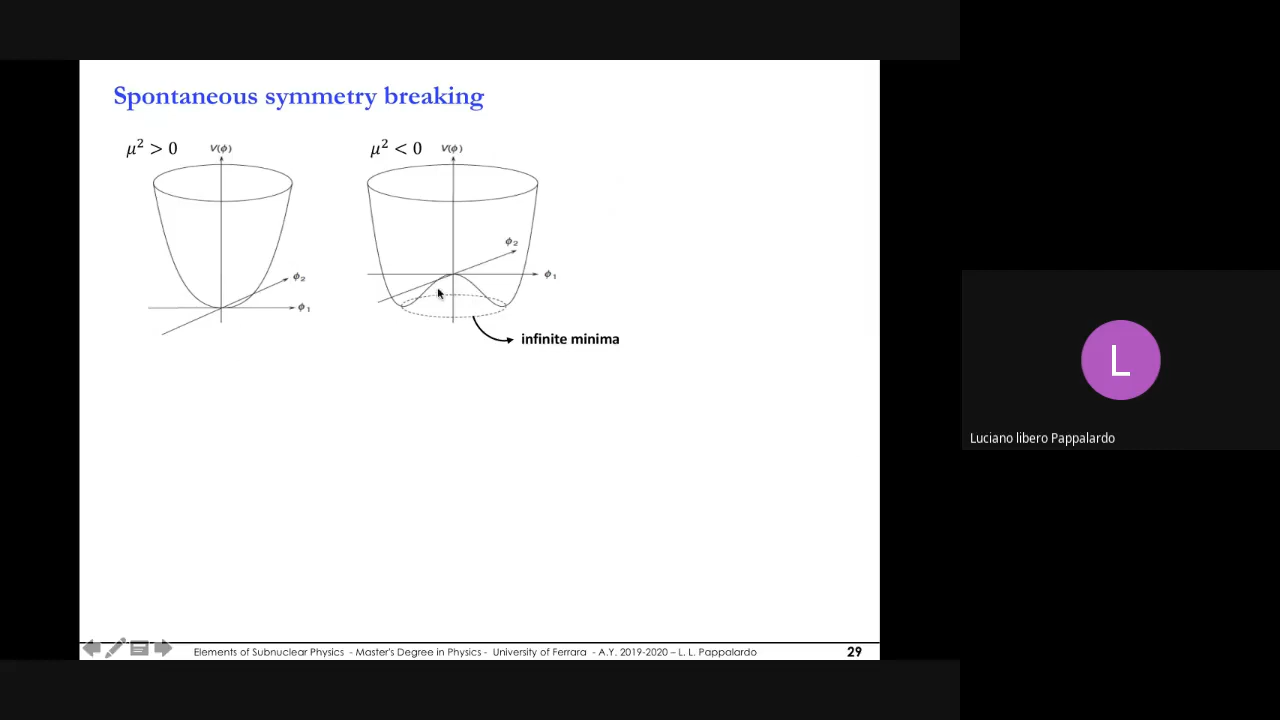 Spontaneous symmetry breaking
μ² > 0
V(ϕ)
ϕ₂
ϕ₁
μ² < 0
V(ϕ)
ϕ₂
ϕ₁
infinite minima
L
Luciano libero Pappalardo
Elements of Subnuclear Physics - Master's Degree in Physics - University of Ferrara - A.Y. 2019-2020 – L. L. Pappalardo
29